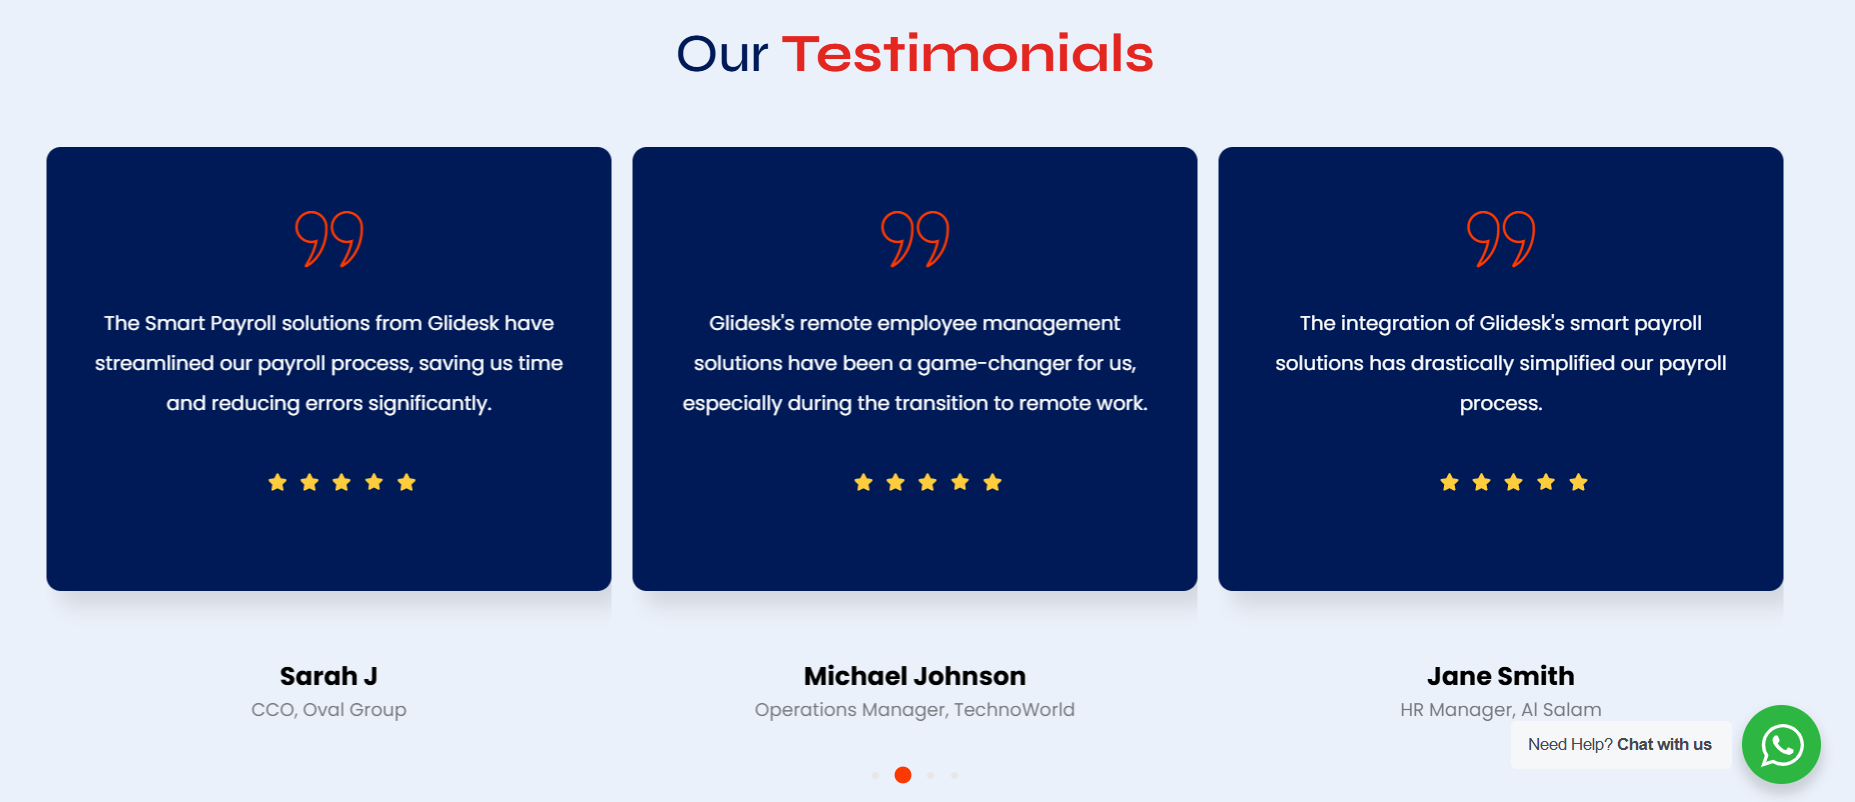 Our Testimonials
The Smart Payroll solutions from Glidesk have
streamlined our payroll process, saving us time
and reducing errors significantly.
Sarah J
CCO, Oval Group
Glidesk's remote employee management
solutions have been a game-changer for us,
especially during the transition to remote work.
Michael Johnson
Operations Manager, TechnoWorld
The integration of Glidesk's smart payroll
solutions has drastically simplified our payroll
process.
Jane Smith
HR Manager, Al Salam
Need Help? Chat with us